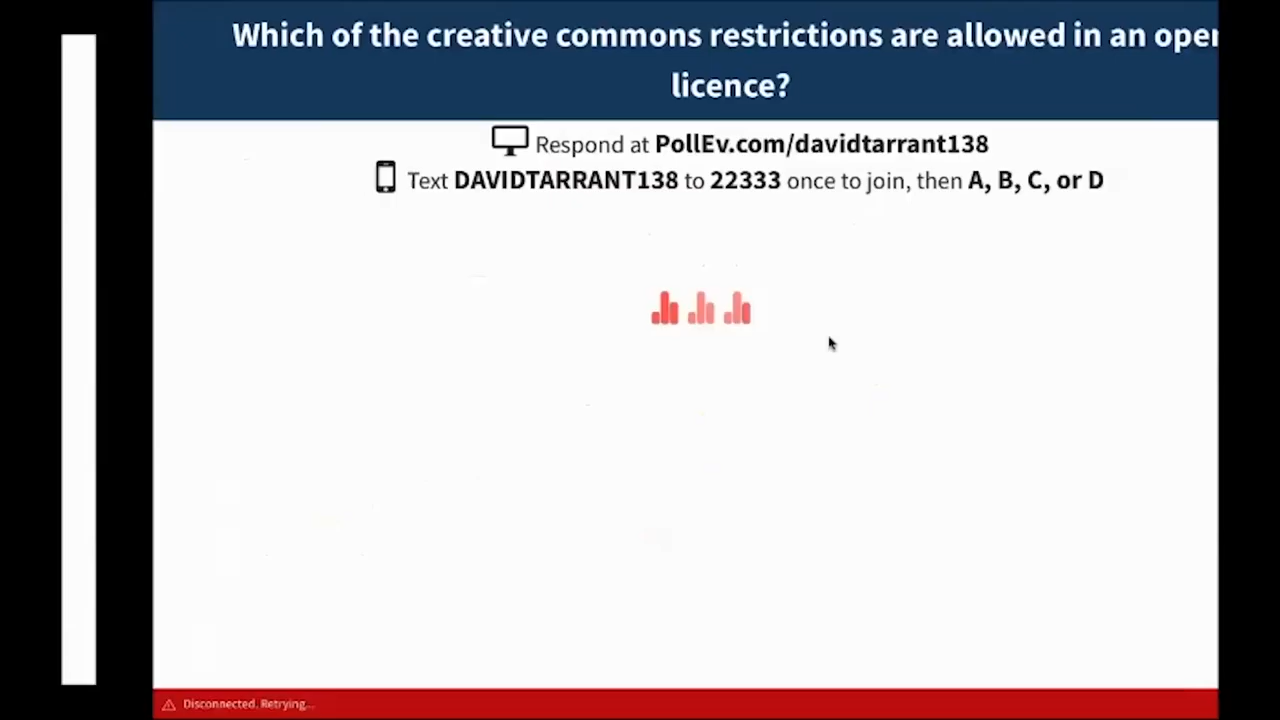 Which of the creative commons restrictions are allowed in an open
licence?
Respond at PollEv.com/davidtarrant138
Text DAVIDTARRANT138 to 22333 once to join, then A, B, C, or D
Disconnected. Retrying...